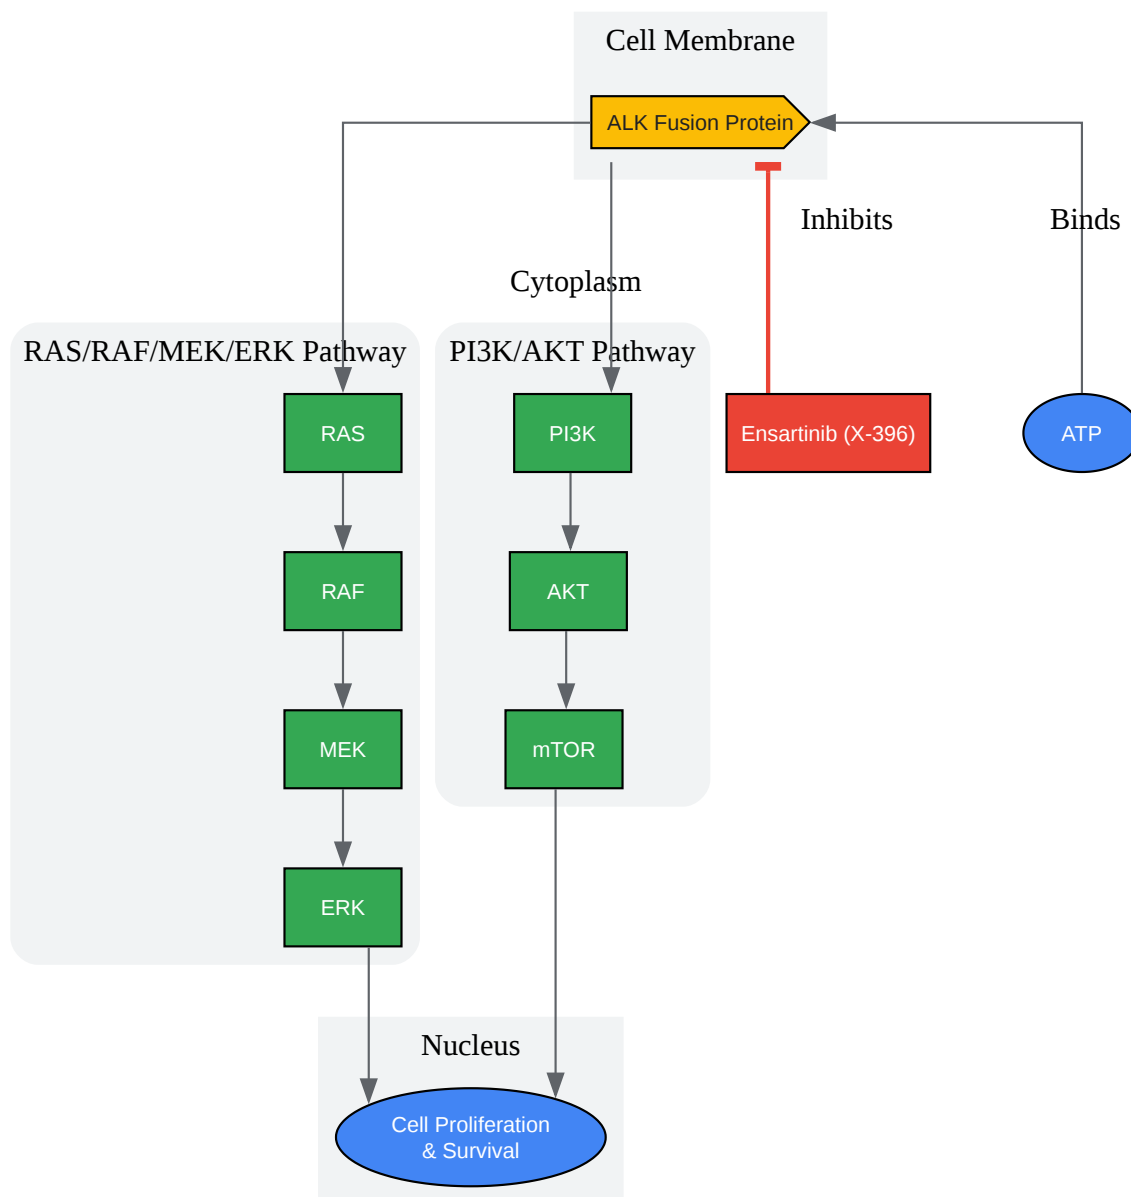 Cell Membrane
ALK Fusion Protein
Inhibits
Binds
Cytoplasm
RAS/RAF/MEK/ERK Pathway
PI3K/AKT Pathway
RAS
PI3K
Ensartinib (X-396)
ATP
RAF
AKT
MEK
mTOR
ERK
Nucleus
Cell Proliferation
& Survival